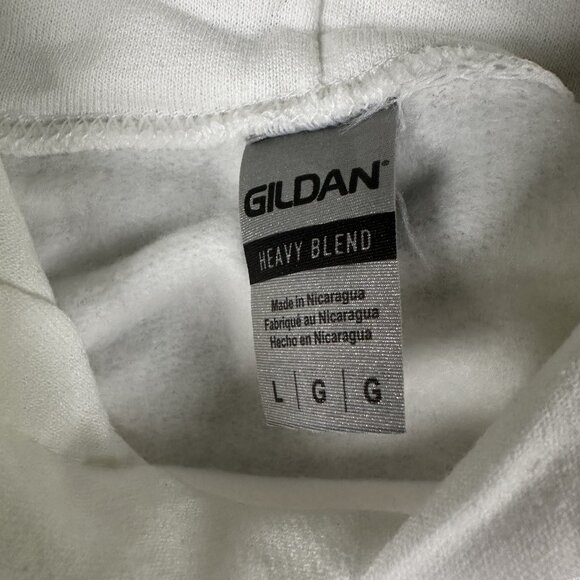 GILDAN®
HEAVY BLEND
Made in Nicaragua
Fabriqué au Nicaragua
Hecho en Nicaragua
L | G | G